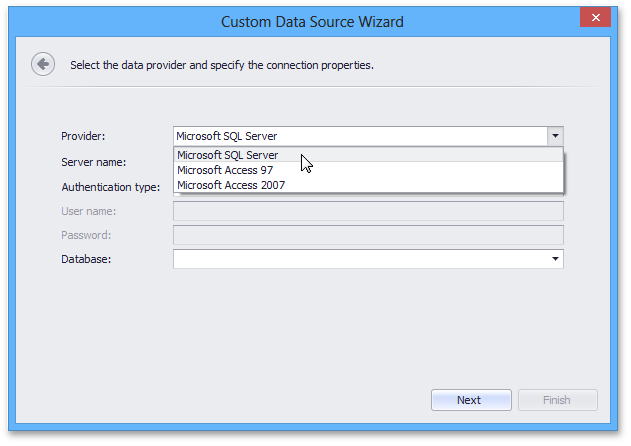 Custom Data Source Wizard
Select the data provider and specify the connection properties.
Provider: Microsoft SQL Server
Microsoft SQL Server
Server name:
Microsoft Access 97
Authentication type: Microsoft Access 2007
User name:
Password:
Database:
Next Finish